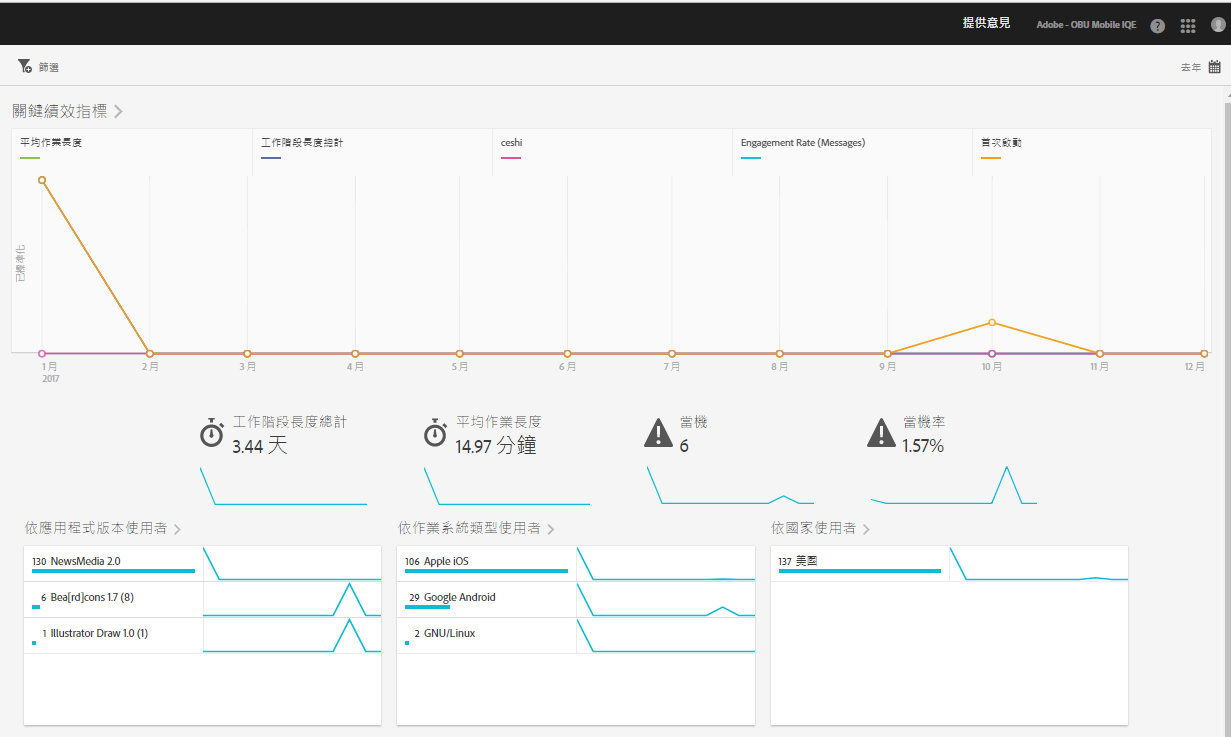 提供意見
Adobe - OBU Mobile IQE
?
篩選
去年
關鍵績效指標
平均作業長度
工作階段長度總計
ceshi
Engagement Rate (Messages)
首次啟動
已標準化
1 月
2 月
3 月
4 月
5 月
6 月
7 月
8 月
9 月
10 月
11 月
12 月
2017
工作階段長度總計
3.44 天
平均作業長度
14.97 分鐘
當機
6
當機率
1.57%
依應用程式版本使用者
130 NewsMedia 2.0
6 Bea[rd]cons 1.7 (8)
1 Illustrator Draw 1.0 (1)
依作業系統類型使用者
106 Apple iOS
29 Google Android
2 GNU/Linux
依國家使用者
137 美國